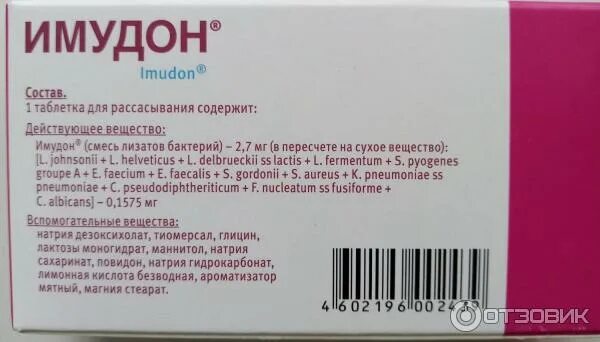 ИМУДОН®
Imudon®
Состав.
1 таблетка для рассасывания содержит:
Действующее вещество:
Имудон® (смесь лизатов бактерий) – 2,7 мг (в пересчете на сухое вещество):
[L. johnsonii + L. helveticus + L. delbrueckii ss lactis + L. fermentum + S. pyogenes
groupe A + E. faecium + E. faecalis + S. gordonii + S. aureus + K. pneumoniae ss
pneumoniae + C. pseudodiphtheriticum + F. nucleatum ss fusiforme +
C. albicans] – 0,1575 мг
Вспомогательные вещества:
натрия дезоксихолат, тиомерсал, глицин,
лактозы моногидрат, маннитол, натрия
сахаринат, повидон, натрия гидрокарбонат,
лимонная кислота безводная, ароматизатор
мятный, магния стеарат.
4 602196 002
ОТЗОВИК